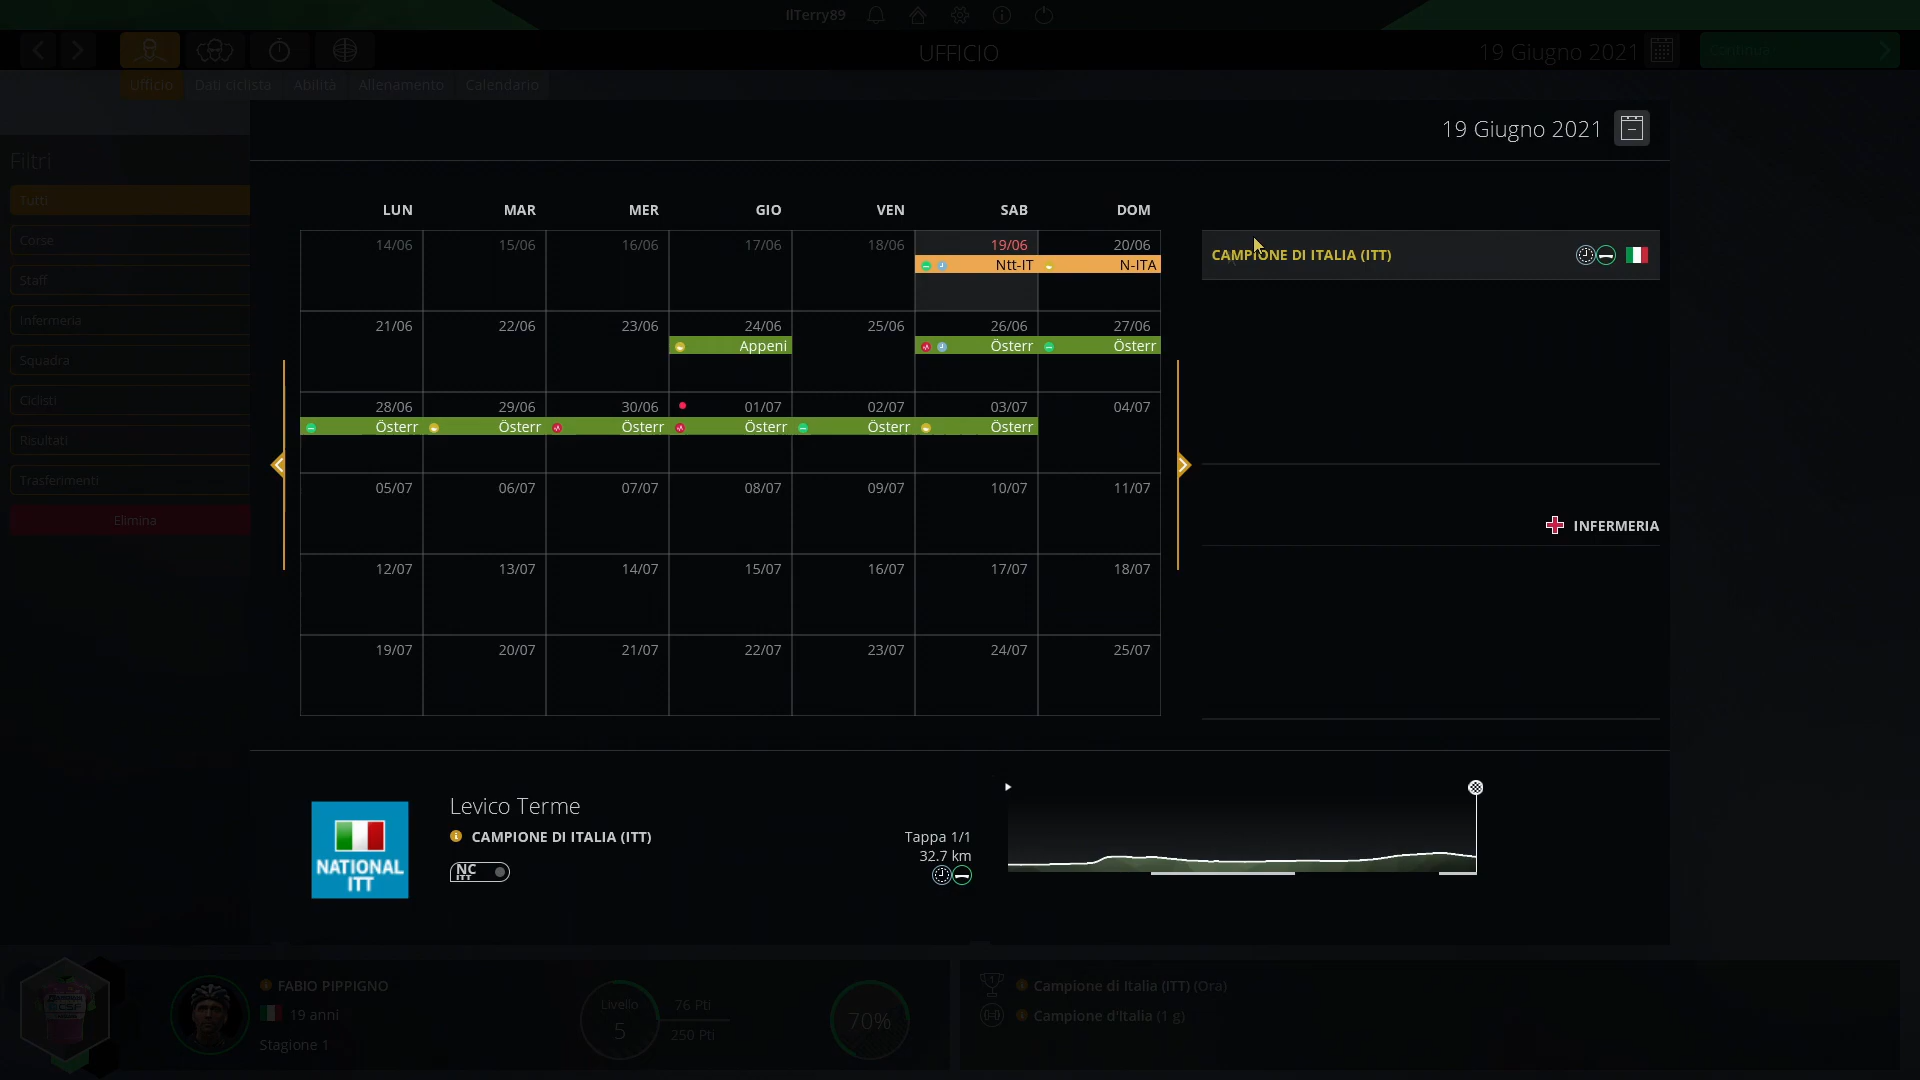 IlTerry89
UFFICIO
19 Giugno 2021
Continua
Ufficio
Dati ciclista
Abilità
Allenamento
Calendario
19 Giugno 2021
Filtri
Tutti
Corse
Staff
Infermeria
Squadra
Ciclisti
Risultati
Trasferimenti
Elimina
LUN MAR MER GIO VEN SAB DOM
14/06 15/06 16/06 17/06 18/06 19/06 20/06
Ntt-IT N-ITA
21/06 22/06 23/06 24/06 25/06 26/06 27/06
Appeni Österr Österr
28/06 29/06 30/06 01/07 02/07 03/07 04/07
Österr Österr Österr Österr Österr Österr
05/07 06/07 07/07 08/07 09/07 10/07 11/07
12/07 13/07 14/07 15/07 16/07 17/07 18/07
19/07 20/07 21/07 22/07 23/07 24/07 25/07
CAMPIONE DI ITALIA (ITT)
INFERMERIA
NATIONAL
ITT
Levico Terme
CAMPIONE DI ITALIA (ITT)
NC
ITT
Tappa 1/1
32.7 km
FABIO PIPPIGNO
19 anni
Stagione 1
Livello
5
76 Pti
250 Pti
70%
Campione di Italia (ITT) (Ora)
Campione d'Italia (1 g)